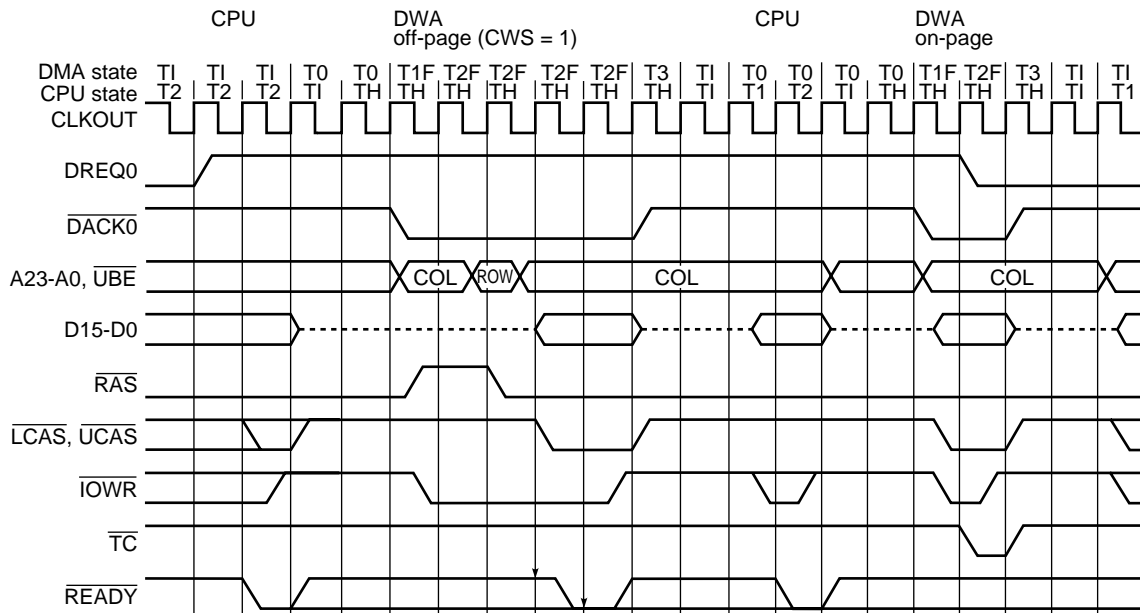 CPU DWA CPU DWA
off-page (CWS = 1) on-page
DMA state TI TI TI T0 T0 T1F T2F T2F T2F T2F T3 TI T0 T0 T0 T0 T1F T2F T3 TI TI
CPU state T2 T2 T2 TI TH TH TH TH TH TH TH TI T1 T2 TI TH TH TH TH TI T1
CLKOUT
DREQ0
DACK0
A23-A0, UBE COL ROW COL COL
D15-D0
RAS
LCAS, UCAS
IOWR
TC
READY